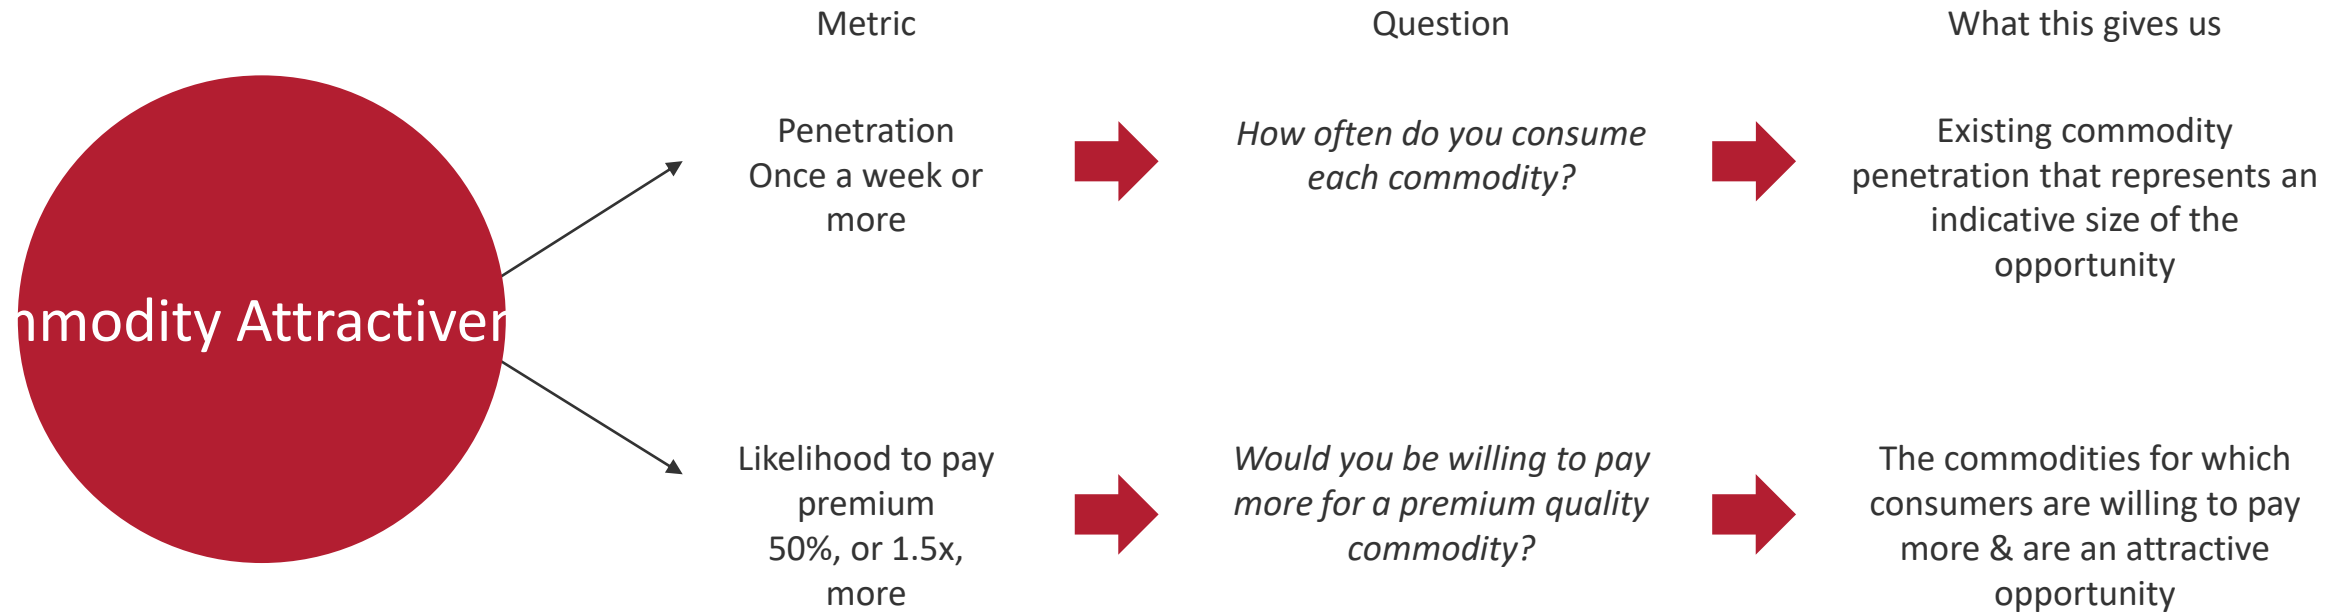 Metric
Question
What this gives us
mmodity Attractiven
Penetration
Once a week or
more
How often do you consume
each commodity?
Existing commodity
penetration that represents an
indicative size of the
opportunity
Likelihood to pay
premium
50%, or 1.5x,
more
Would you be willing to pay
more for a premium quality
commodity?
The commodities for which
consumers are willing to pay
more & are an attractive
opportunity